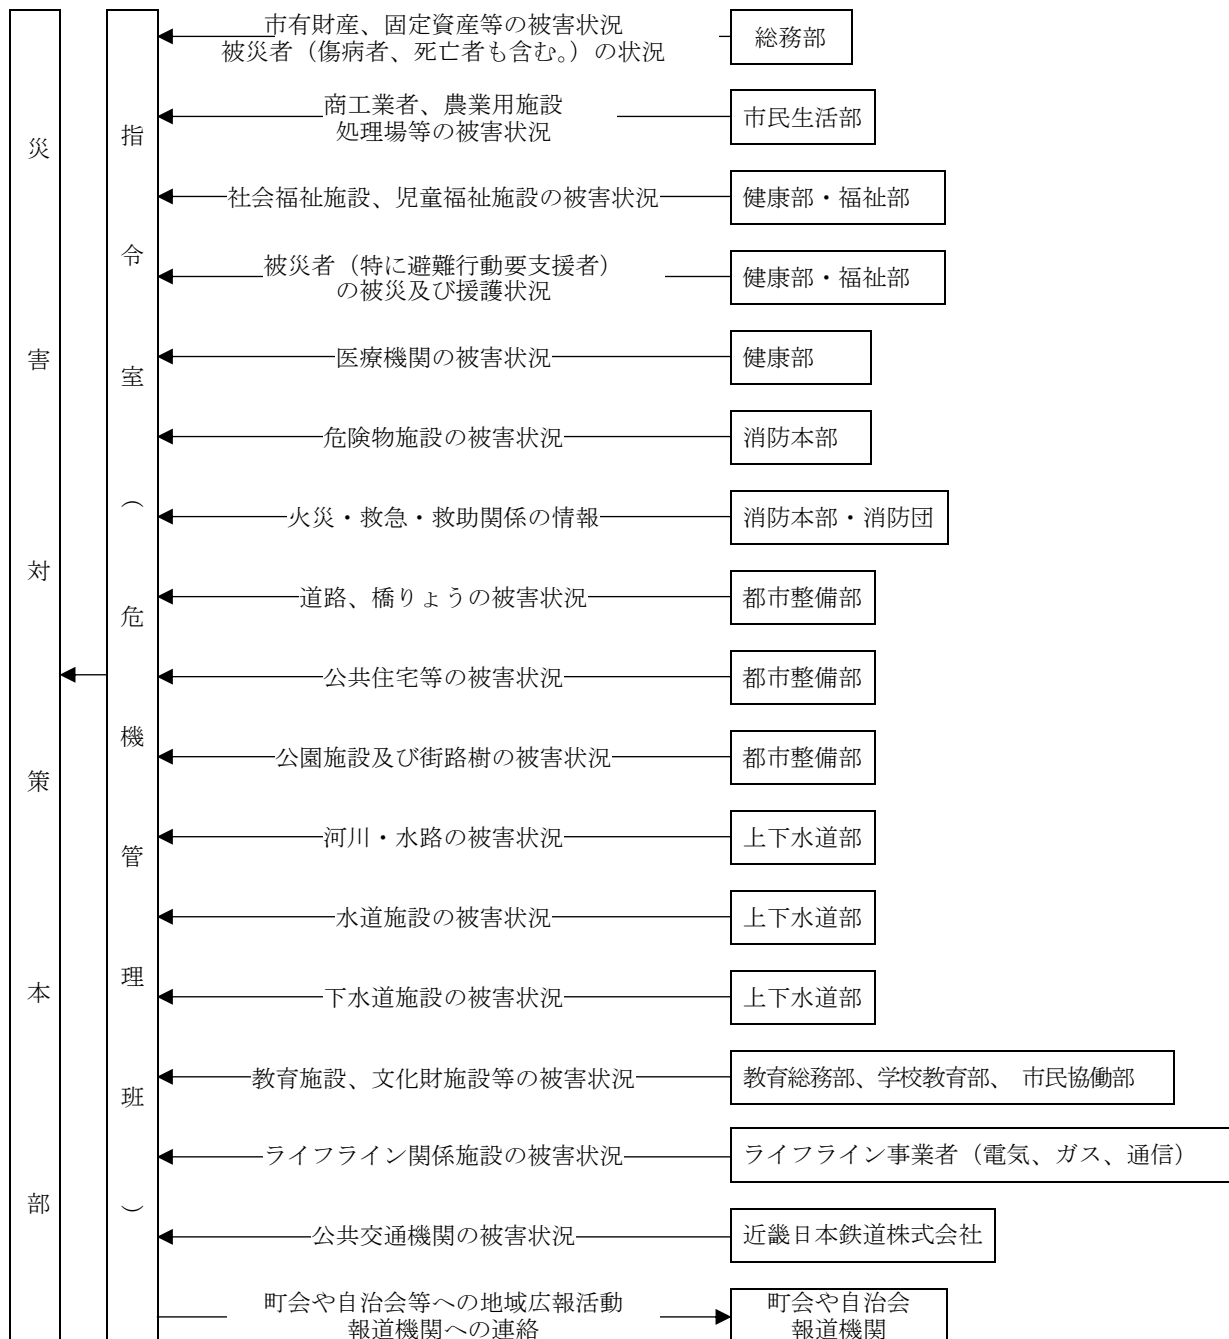 災害対策本部
指令室（危機管理班）
市有財産、固定資産等の被害状況
被災者（傷病者、死亡者も含む。）の状況
総務部
商工業者、農業用施設
処理場等の被害状況
市民生活部
社会福祉施設、児童福祉施設の被害状況
健康部・福祉部
被災者（特に避難行動要支援者）
の被災及び援護状況
健康部・福祉部
医療機関の被害状況
健康部
危険物施設の被害状況
消防本部
火災・救急・救助関係の情報
消防本部・消防団
道路、橋りょうの被害状況
都市整備部
公共住宅等の被害状況
都市整備部
公園施設及び街路樹の被害状況
都市整備部
河川・水路の被害状況
上下水道部
水道施設の被害状況
上下水道部
下水道施設の被害状況
上下水道部
教育施設、文化財施設等の被害状況
教育総務部、学校教育部、 市民協働部
ライフライン関係施設の被害状況
ライフライン事業者（電気、ガス、通信）
公共交通機関の被害状況
近畿日本鉄道株式会社
町会や自治会等への地域広報活動
報道機関への連絡
町会や自治会
報道機関